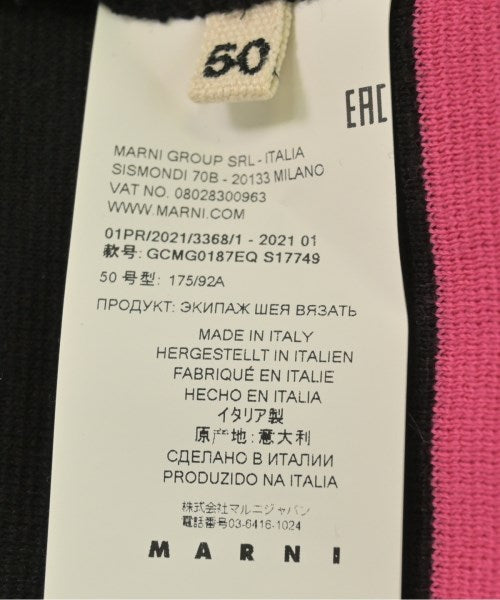 50
EAC
MARNI GROUP SRL - ITALIA
SISMONDI 70B - 20133 MILANO
VAT NO. 08028300963
WWW.MARNI.COM
01PR/2021/3368/1 - 2021 01
款号: GCMG0187EQ S17749
50 号型: 175/92A
ПРОДУКТ: ЭКИПАЖ ШЕЯ ВЯЗАТЬ
MADE IN ITALY
HERGESTELLT IN ITALIEN
FABRIQUÉ EN ITALIE
HECHO EN ITALIA
イタリア製
原产地: 意大利
СДЕЛАНО В ИТАЛИИ
PRODUZIDO NA ITALIA
株式会社マルニジャパン
電話番号03-6416-1024
MARNI